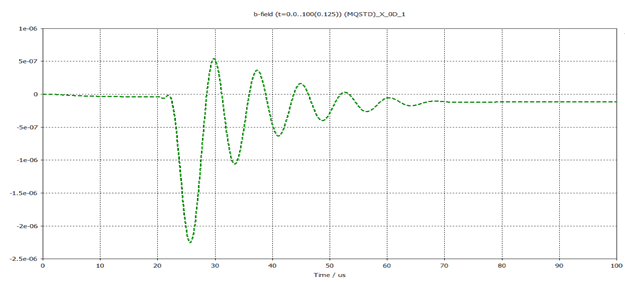 b-field (t=0.0..100(0.125)) (MQSTD)_X_0D_1
1e-06
5e-07
0
-5e-07
-1e-06
-1.5e-06
-2e-06
-2.5e-06
0 10 20 30 40 50 60 70 80 90 100
Time / us